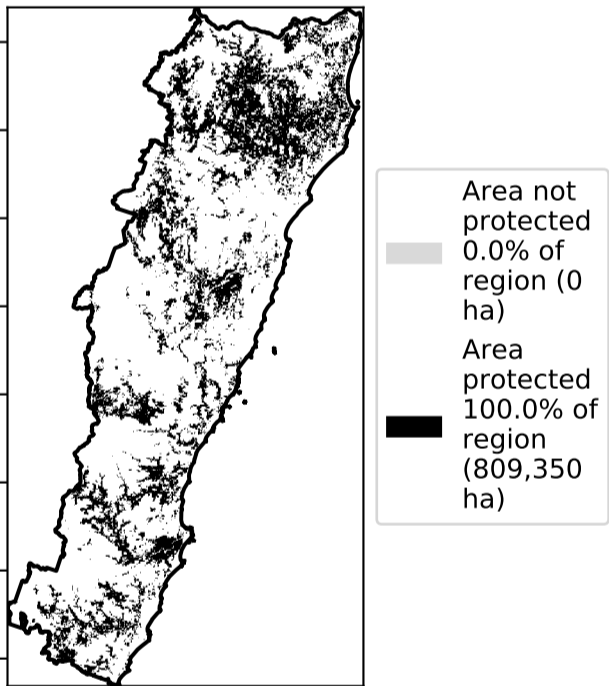 Area not
protected
0.0% of
region (0
ha)
Area
protected
100.0% of
region
(809,350
ha)